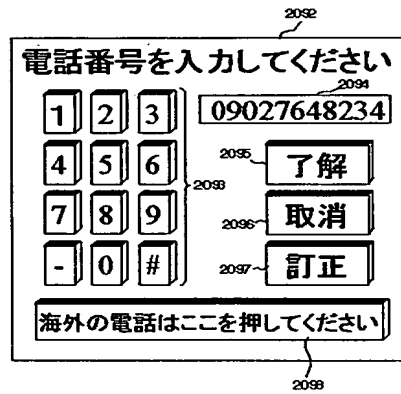 2092
電話番号を入力してください
2094
1 2 3 09027648234
4 5 6 2093 2095 了解
7 8 9 2096 取消
- 0 # 2097 訂正
海外の電話はここを押してください
2098